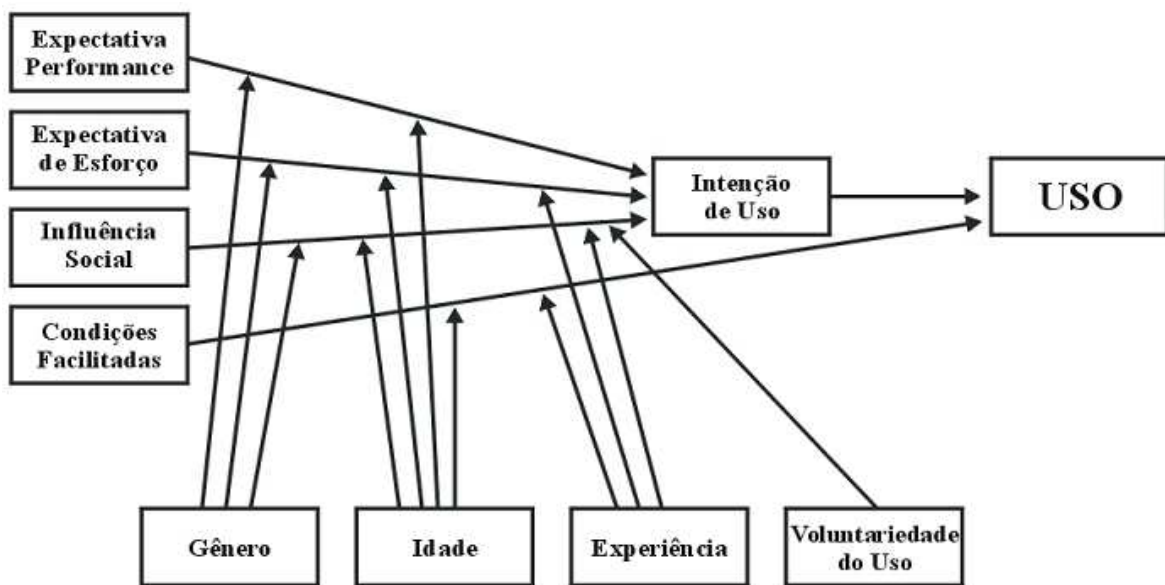 Expectativa
Performance
Expectativa
de Esforço
Influência
Social
Condições
Facilitadas
Intenção
de Uso
USO
Gênero
Idade
Experiência
Voluntariedade
do Uso